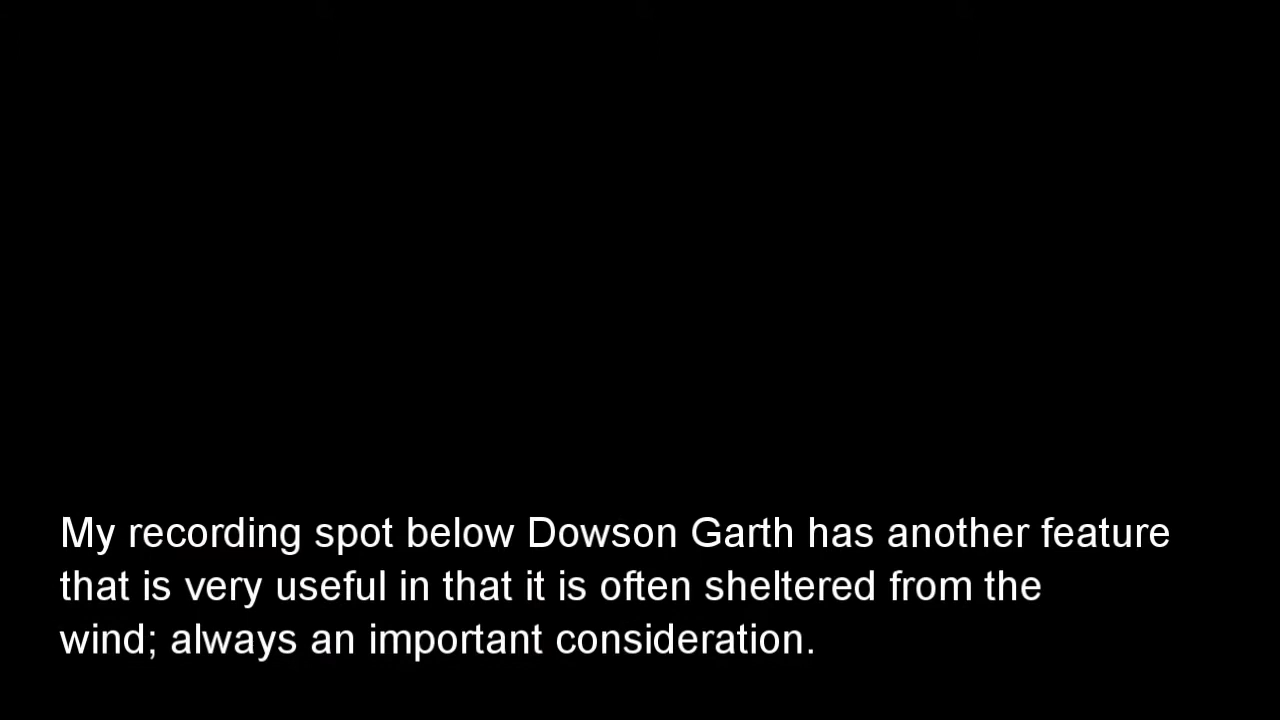 My recording spot below Dowson Garth has another feature
that is very useful in that it is often sheltered from the
wind; always an important consideration.